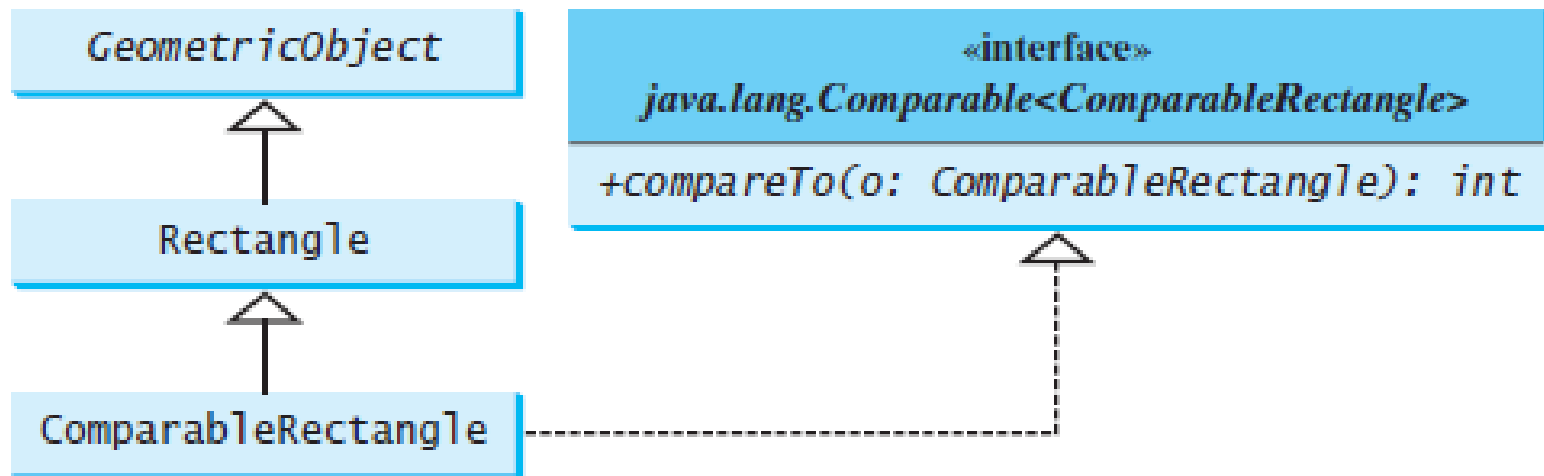 GeometricObject
Rectangle
ComparableRectangle
«interface»
java.lang.Comparable<ComparableRectangle>
+compareTo(o: ComparableRectangle): int